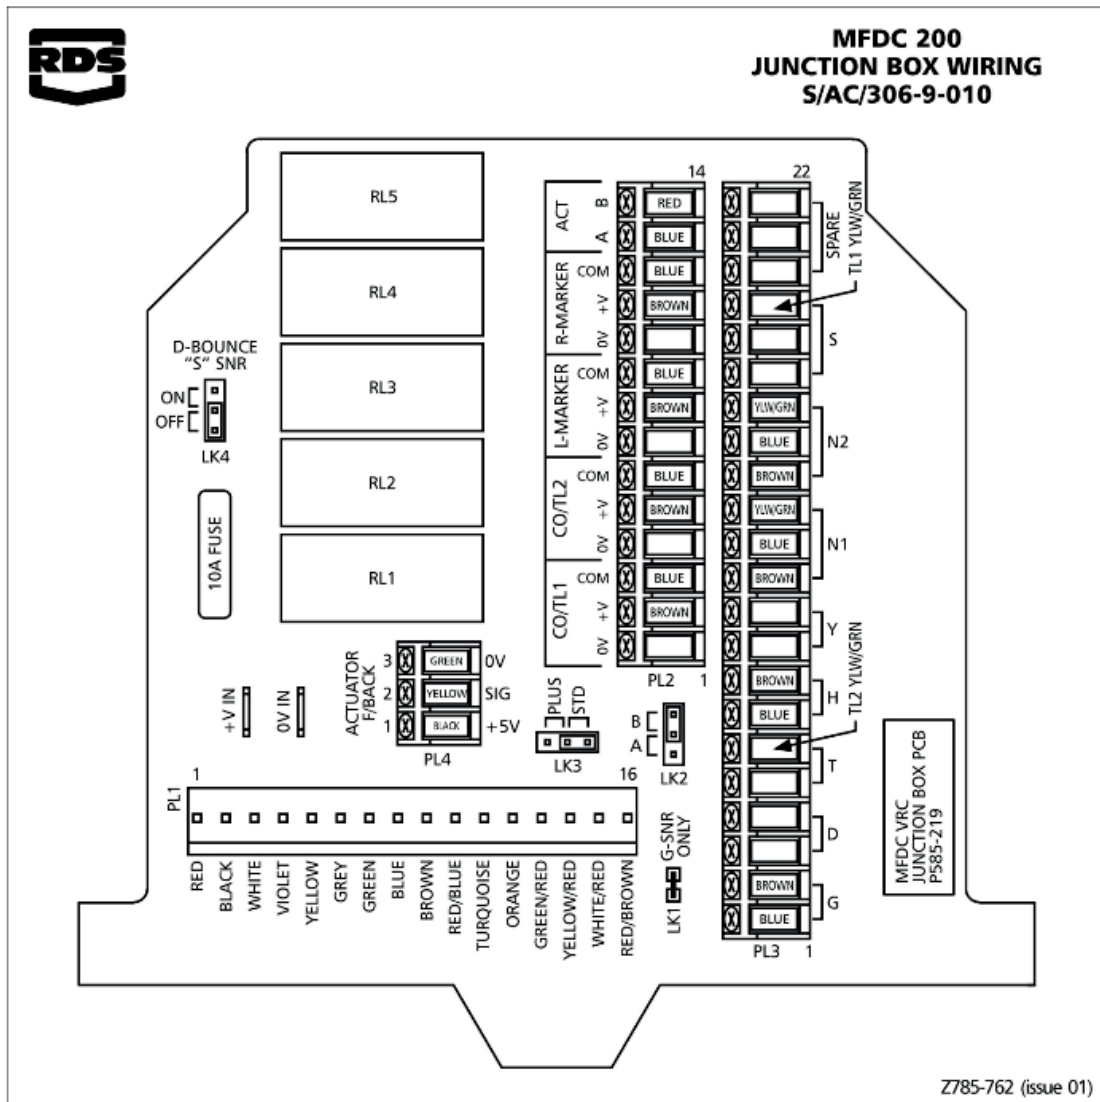 RDS
MFDC 200
JUNCTION BOX WIRING
S/AC/306-9-010
RL5
RL4
RL3
RL2
RL1
D-BOUNCE
"S" SNR
ON
OFF
LK4
10A FUSE
+V IN
0V IN
ACTUATOR
F/BACK
3 GREEN 0V
2 YELLOW SIG
1 BLACK +5V
PL4
14
ACT
B RED
A BLUE
R-MARKER
COM BLUE
+V BROWN
0V
L-MARKER
COM BLUE
+V BROWN
0V
CO/TL2
COM BLUE
+V BROWN
0V
CO/TL1
COM BLUE
+V BROWN
0V
PL2 1
PLUS
STD
LK3
B
A
LK2
G-SNR
ONLY
LK1
22
SPARE
TL1 YLW/GRN
S
YLW/GRN
BLUE
BROWN
N2
YLW/GRN
BLUE
BROWN
N1
Y
BROWN
BLUE
H
TL2 YLW/GRN
T
D
BROWN
BLUE
G
PL3 1
PL1
1
16
RED
BLACK
WHITE
VIOLET
YELLOW
GREY
GREEN
BLUE
BROWN
RED/BLUE
TURQUOISE
ORANGE
GREEN/RED
YELLOW/RED
WHITE/RED
RED/BROWN
MFDC VRC
JUNCTION BOX PCB
P585-219
Z785-762 (issue 01)